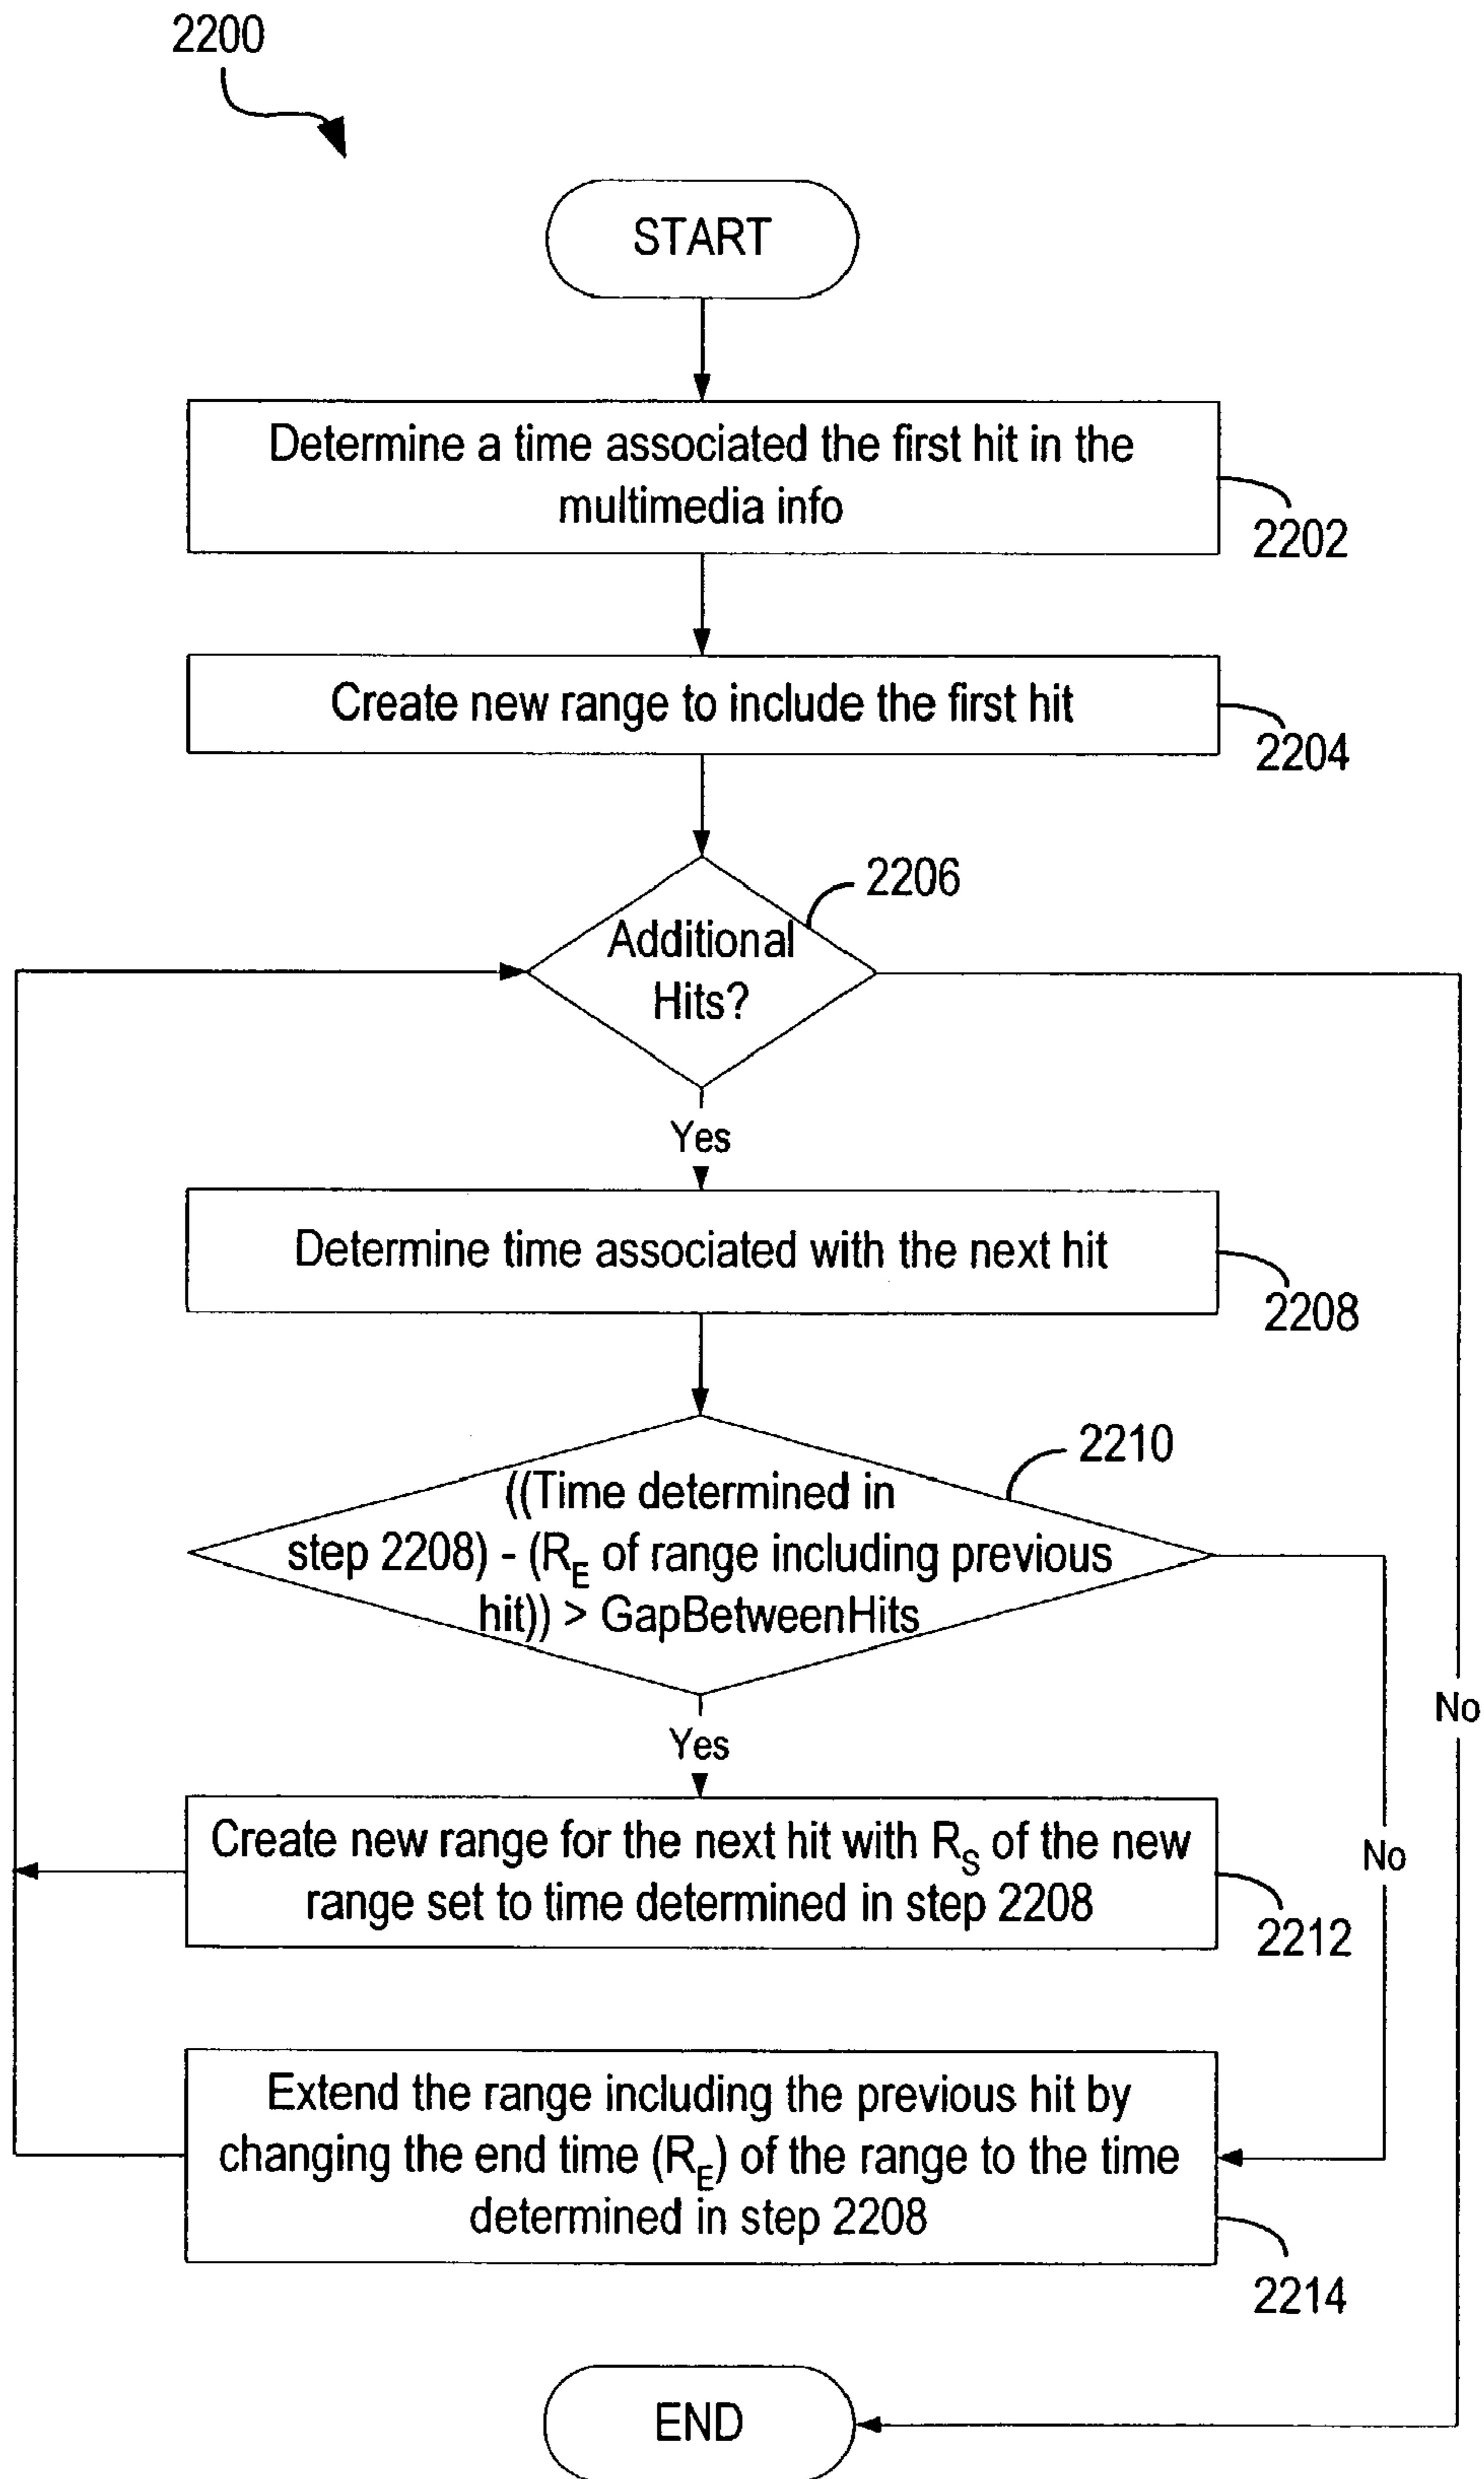 2200
START
Determine a time associated the first hit in the
multimedia info
2202
Create new range to include the first hit
2204
2206
Additional
Hits?
Yes
Determine time associated with the next hit
2208
2210
((Time determined in
step 2208) - (RE of range including previous
hit)) > GapBetweenHits
No
Yes
Create new range for the next hit with RS of the new
range set to time determined in step 2208
No
2212
Extend the range including the previous hit by
changing the end time (RE) of the range to the time
determined in step 2208
2214
END